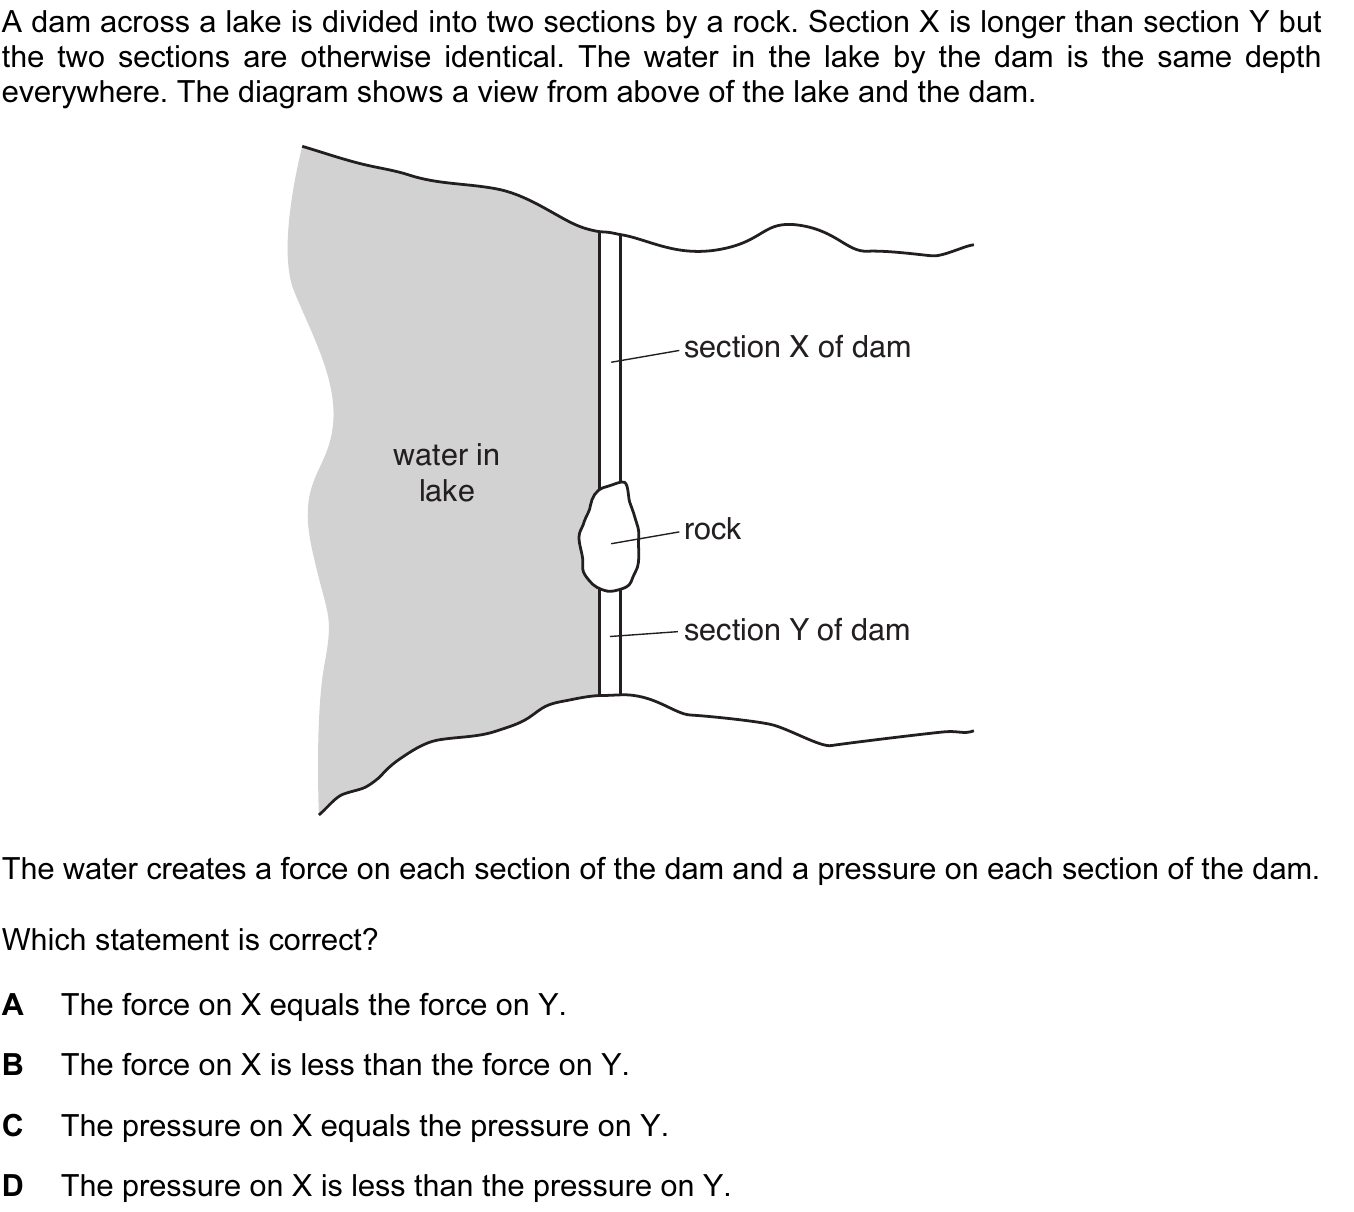 A dam across a lake is divided into two sections by a rock. Section X is longer than section Y but
the two sections are otherwise identical. The water in the lake by the dam is the same depth
everywhere. The diagram shows a view from above of the lake and the dam.
section X of dam
water in
lake
rock
section Y of dam
The water creates a force on each section of the dam and a pressure on each section of the dam.
Which statement is correct?
A The force on X equals the force on Y.
B The force on X is less than the force on Y.
C The pressure on X equals the pressure on Y.
D The pressure on X is less than the pressure on Y.